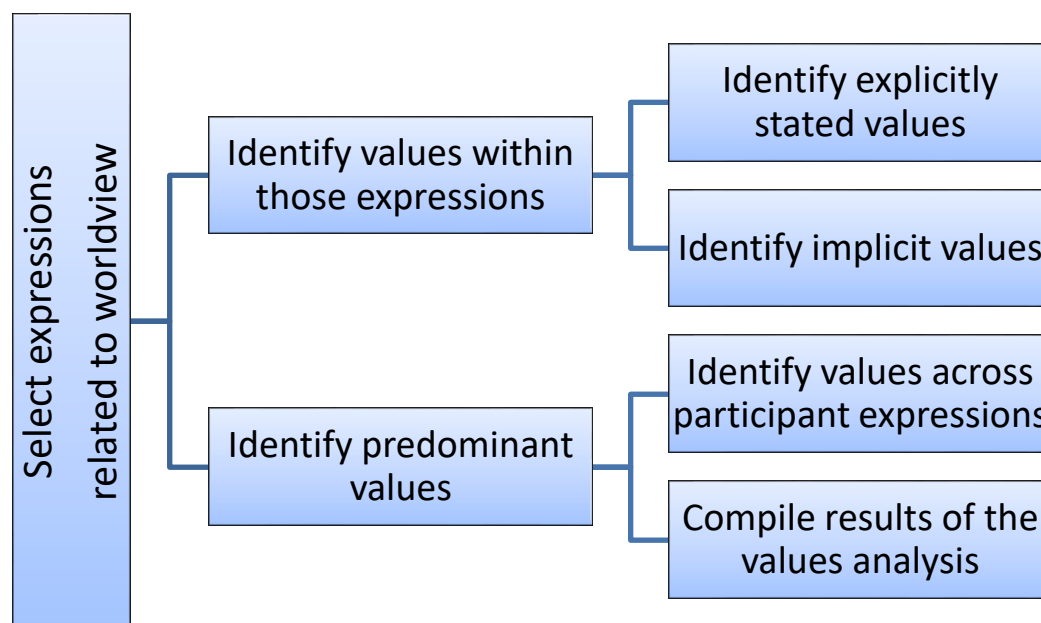 Select expressions
related to worldview
Identify values within
those expressions
Identify explicitly
stated values
Identify implicit values
Identify predominant
values
Identify values across
participant expressions
Compile results of the
values analysis